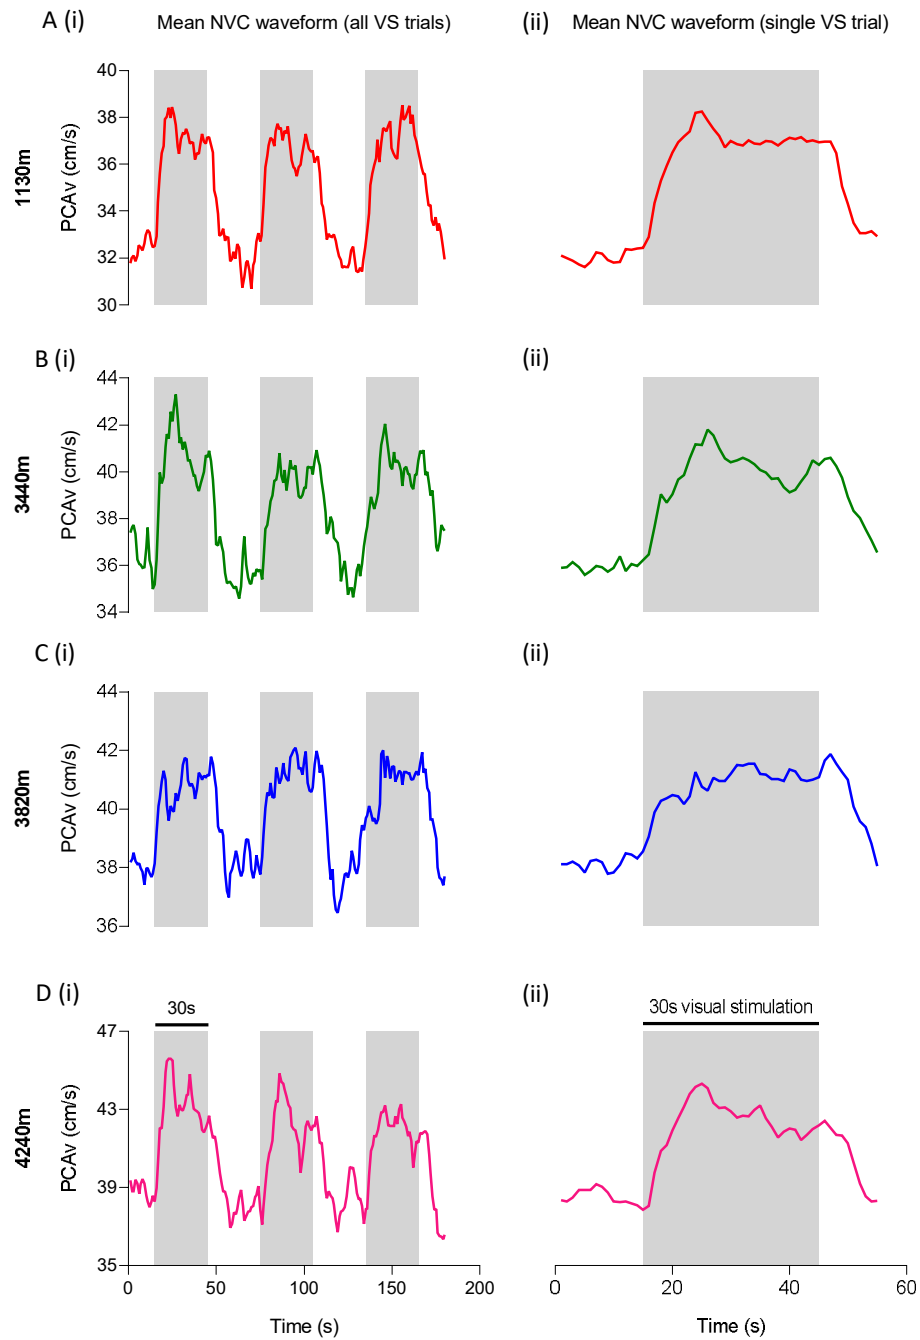 A (i) Mean NVC waveform (all VS trials) (ii) Mean NVC waveform (single VS trial)
40
38
36
34
32
30
PCAv (cm/s)
1130m
B (i) (ii)
44
42
40
38
36
34
PCAv (cm/s)
3440m
C (i) (ii)
44
42
40
38
36
PCAv (cm/s)
3820m
D (i) (ii)
30s 30s visual stimulation
47
43
39
35
PCAv (cm/s)
4240m
0 50 100 150 200 0 20 40 60
Time (s) Time (s)